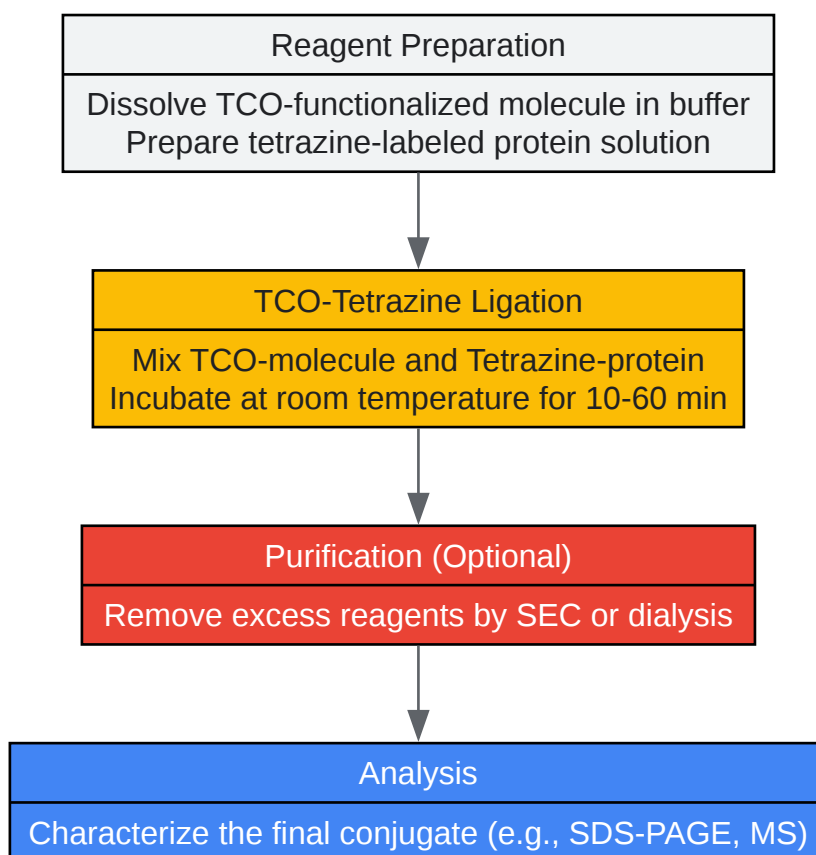 Reagent Preparation
Dissolve TCO-functionalized molecule in buffer
Prepare tetrazine-labeled protein solution
TCO-Tetrazine Ligation
Mix TCO-molecule and Tetrazine-protein
Incubate at room temperature for 10-60 min
Purification (Optional)
Remove excess reagents by SEC or dialysis
Analysis
Characterize the final conjugate (e.g., SDS-PAGE, MS)